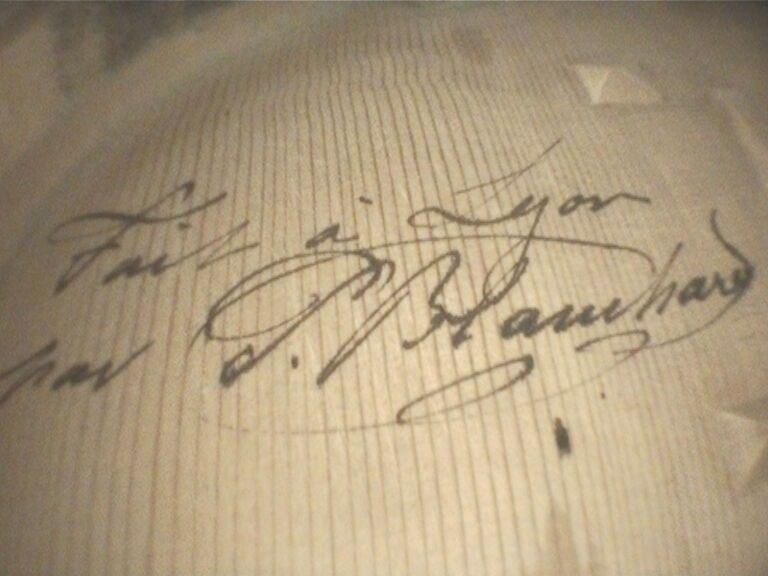 Fait à Lyon
par P. Blanchard